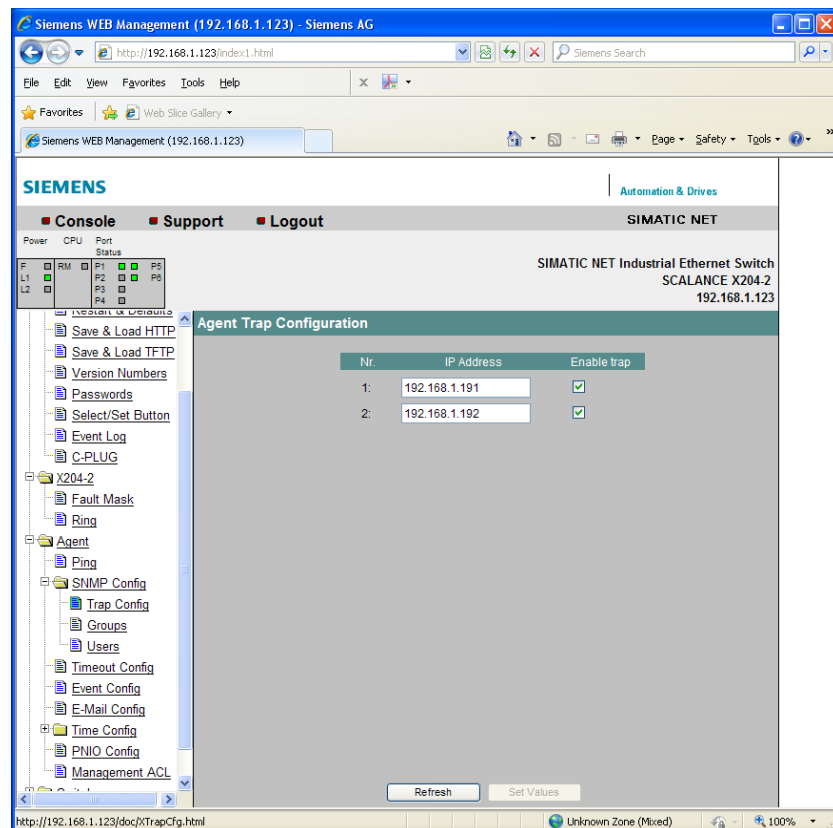 Siemens WEB Management (192.168.1.123) - Siemens AG
http://192.168.1.123/index1.html
Siemens Search
File Edit View Favorites Tools Help
x
Favorites Web Slice Gallery
Siemens WEB Management (192.168.1.123)
Page Safety Tools »
SIEMENS
Automation & Drives
Console Support Logout
SIMATIC NET
Power CPU Port Status
F RM P1 P5
L1 P2 P6
L2 P3
P4
SIMATIC NET Industrial Ethernet Switch
SCALANCE X204-2
192.168.1.123
Restart & Defaults
Save & Load HTTP
Save & Load TFTP
Version Numbers
Passwords
Select/Set Button
Event Log
C-PLUG
X204-2
Fault Mask
Ring
Agent
Ping
SNMP Config
Trap Config
Groups
Users
Timeout Config
Event Config
E-Mail Config
Time Config
PNIO Config
Management ACL
Agent Trap Configuration
Nr. IP Address Enable trap
1: 192.168.1.191
2: 192.168.1.192
Refresh Set Values
http://192.168.1.123/doc/XTrapCfg.html
Unknown Zone (Mixed)
100%